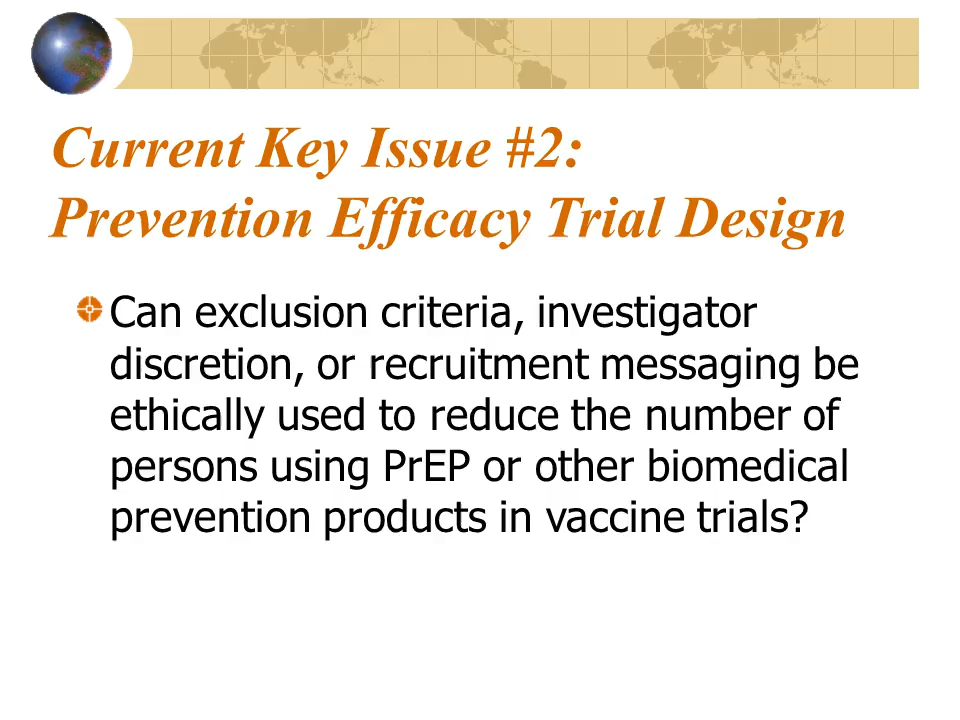 Current Key Issue #2:
Prevention Efficacy Trial Design
Can exclusion criteria, investigator
discretion, or recruitment messaging be
ethically used to reduce the number of
persons using PrEP or other biomedical
prevention products in vaccine trials?